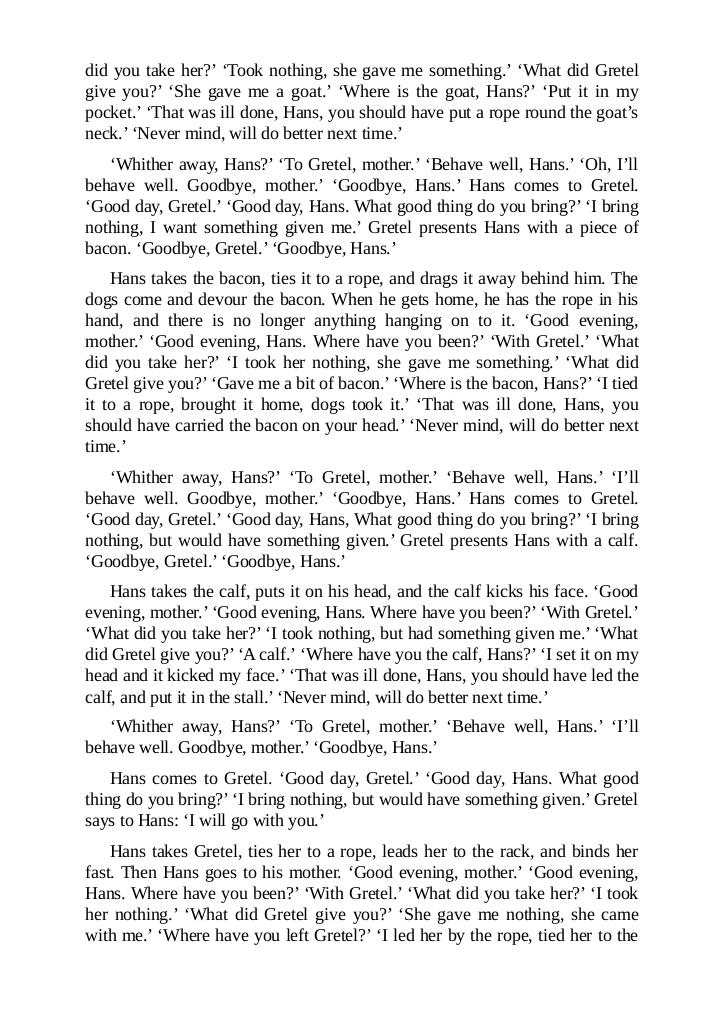 did you take her?’ ‘Took nothing, she gave me something.’ ‘What did Gretel
give you?’ ‘She gave me a goat.’ ‘Where is the goat, Hans?’ ‘Put it in my
pocket.’ ‘That was ill done, Hans, you should have put a rope round the goat’s
neck.’ ‘Never mind, will do better next time.’
‘Whither away, Hans?’ ‘To Gretel, mother.’ ‘Behave well, Hans.’ ‘Oh, I’ll
behave well. Goodbye, mother.’ ‘Goodbye, Hans.’ Hans comes to Gretel.
‘Good day, Gretel.’ ‘Good day, Hans. What good thing do you bring?’ ‘I bring
nothing, I want something given me.’ Gretel presents Hans with a piece of
bacon. ‘Goodbye, Gretel.’ ‘Goodbye, Hans.’
Hans takes the bacon, ties it to a rope, and drags it away behind him. The
dogs come and devour the bacon. When he gets home, he has the rope in his
hand, and there is no longer anything hanging on to it. ‘Good evening,
mother.’ ‘Good evening, Hans. Where have you been?’ ‘With Gretel.’ ‘What
did you take her?’ ‘I took her nothing, she gave me something.’ ‘What did
Gretel give you?’ ‘Gave me a bit of bacon.’ ‘Where is the bacon, Hans?’ ‘I tied
it to a rope, brought it home, dogs took it.’ ‘That was ill done, Hans, you
should have carried the bacon on your head.’ ‘Never mind, will do better next
time.’
‘Whither away, Hans?’ ‘To Gretel, mother.’ ‘Behave well, Hans.’ ‘I’ll
behave well. Goodbye, mother.’ ‘Goodbye, Hans.’ Hans comes to Gretel.
‘Good day, Gretel.’ ‘Good day, Hans, What good thing do you bring?’ ‘I bring
nothing, but would have something given.’ Gretel presents Hans with a calf.
‘Goodbye, Gretel.’ ‘Goodbye, Hans.’
Hans takes the calf, puts it on his head, and the calf kicks his face. ‘Good
evening, mother.’ ‘Good evening, Hans. Where have you been?’ ‘With Gretel.’
‘What did you take her?’ ‘I took nothing, but had something given me.’ ‘What
did Gretel give you?’ ‘A calf.’ ‘Where have you the calf, Hans?’ ‘I set it on my
head and it kicked my face.’ ‘That was ill done, Hans, you should have led the
calf, and put it in the stall.’ ‘Never mind, will do better next time.’
‘Whither away, Hans?’ ‘To Gretel, mother.’ ‘Behave well, Hans.’ ‘I’ll
behave well. Goodbye, mother.’ ‘Goodbye, Hans.’
Hans comes to Gretel. ‘Good day, Gretel.’ ‘Good day, Hans. What good
thing do you bring?’ ‘I bring nothing, but would have something given.’ Gretel
says to Hans: ‘I will go with you.’
Hans takes Gretel, ties her to a rope, leads her to the rack, and binds her
fast. Then Hans goes to his mother. ‘Good evening, mother.’ ‘Good evening,
Hans. Where have you been?’ ‘With Gretel.’ ‘What did you take her?’ ‘I took
her nothing.’ ‘What did Gretel give you?’ ‘She gave me nothing, she came
with me.’ ‘Where have you left Gretel?’ ‘I led her by the rope, tied her to the